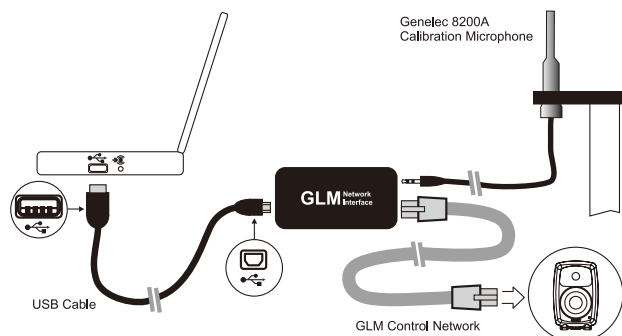 Genelec 8200A
Calibration Microphone
GLM Network
Interface
USB Cable
GLM Control Network